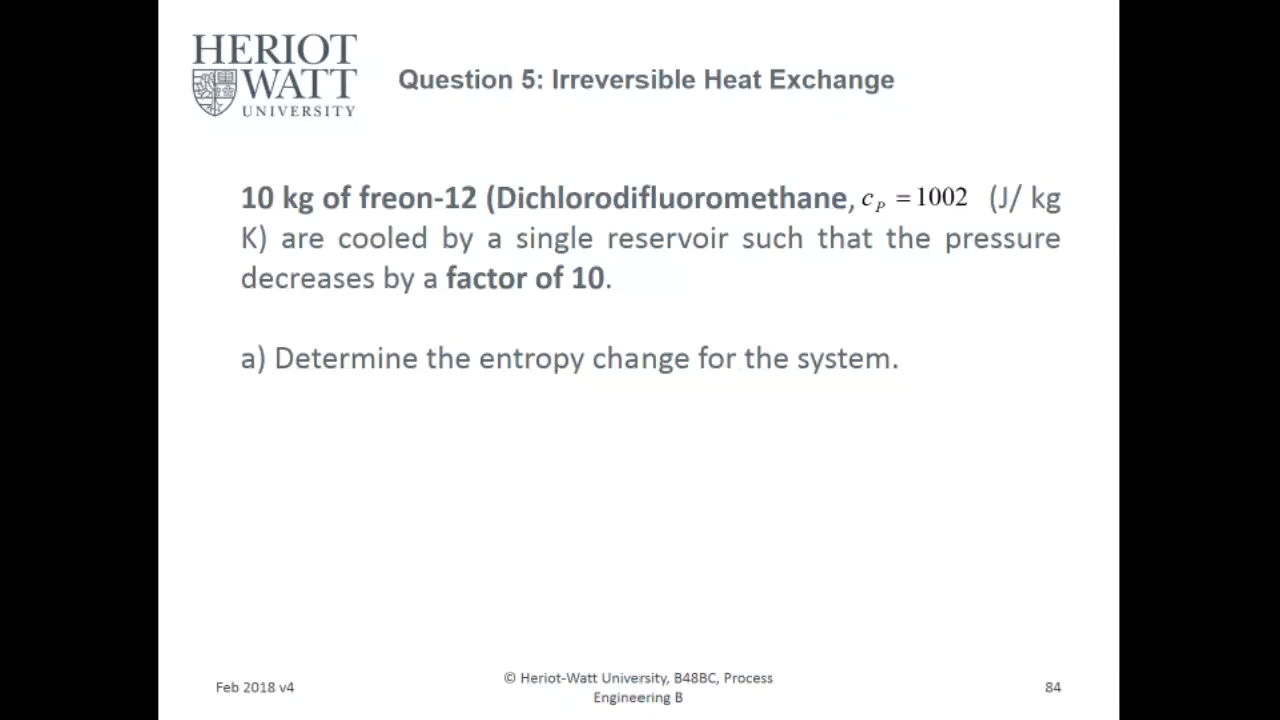 HERIOT
WATT
UNIVERSITY
Question 5: Irreversible Heat Exchange
10 kg of freon-12 (Dichlorodifluoromethane, c_P = 1002 (J/ kg
K) are cooled by a single reservoir such that the pressure
decreases by a factor of 10.
a) Determine the entropy change for the system.
Feb 2018 v4
© Heriot-Watt University, B48BC, Process
Engineering B
84